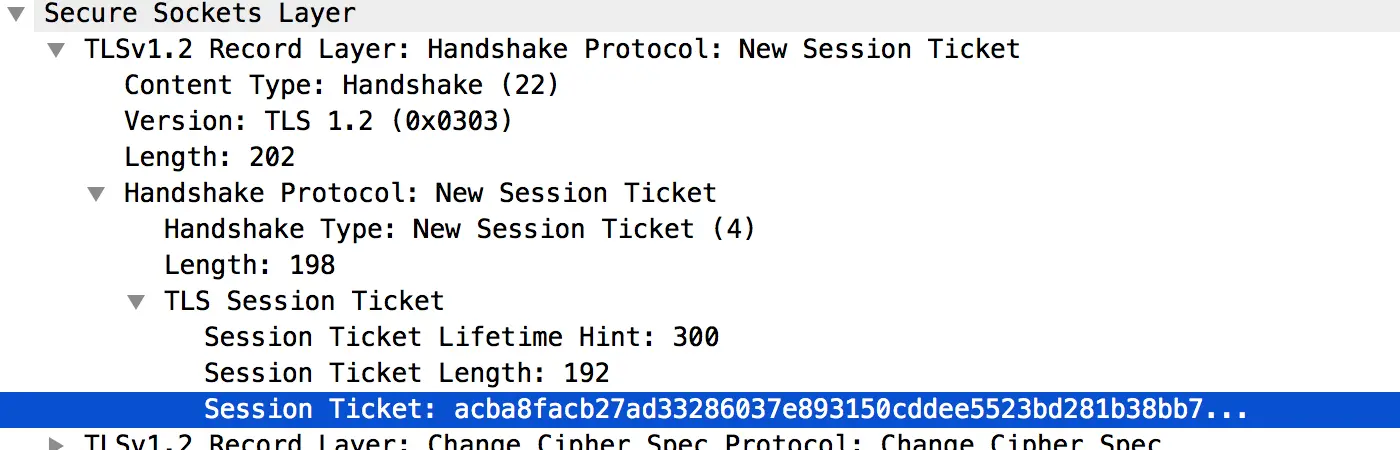 Secure Sockets Layer
TLSv1.2 Record Layer: Handshake Protocol: New Session Ticket
Content Type: Handshake (22)
Version: TLS 1.2 (0x0303)
Length: 202
Handshake Protocol: New Session Ticket
Handshake Type: New Session Ticket (4)
Length: 198
TLS Session Ticket
Session Ticket Lifetime Hint: 300
Session Ticket Length: 192
Session Ticket: acba8facb27ad33286037e893150cddee5523bd281b38bb7...
TLSv1.2 Record Layer: Change Cipher Spec Protocol: Change Cipher Spec